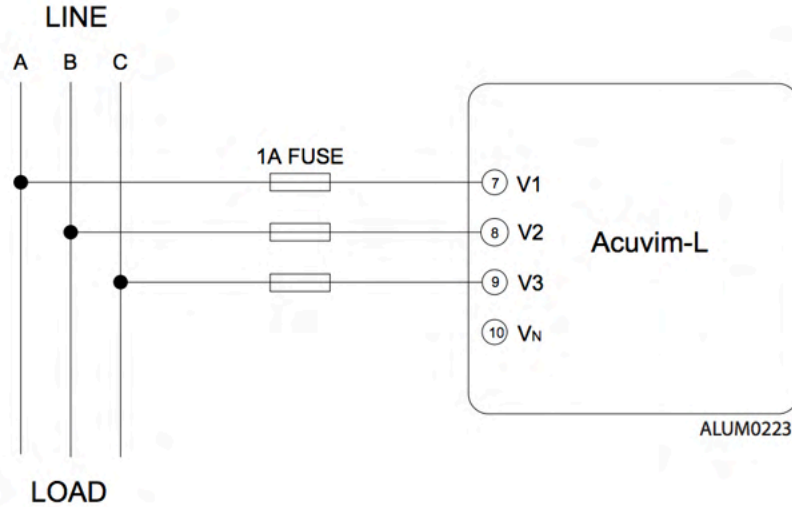 LINE
A B C
1A FUSE
7 V1
8 V2
Acuvim-L
9 V3
10 VN
ALUM0223
LOAD